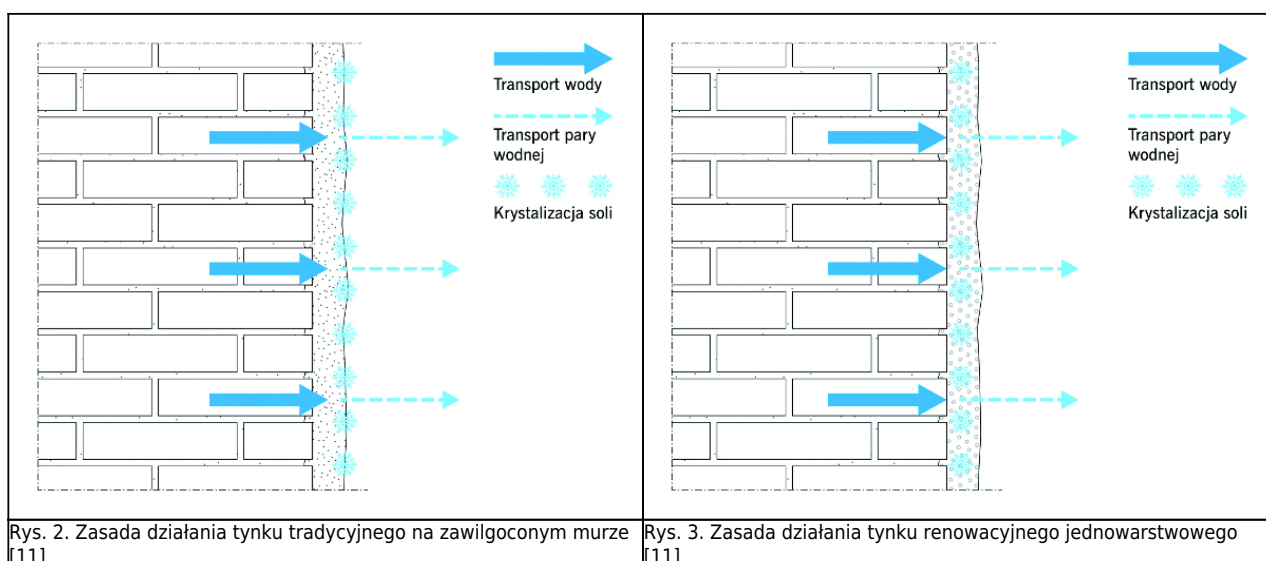 Transport wody
Transport pary
wodnej
Krystalizacja soli
Transport wody
Transport pary
wodnej
Krystalizacja soli
Rys. 2. Zasada działania tynku tradycyjnego na zawilgoconym murze
[11]
Rys. 3. Zasada działania tynku renowacyjnego jednowarstwowego
[11]